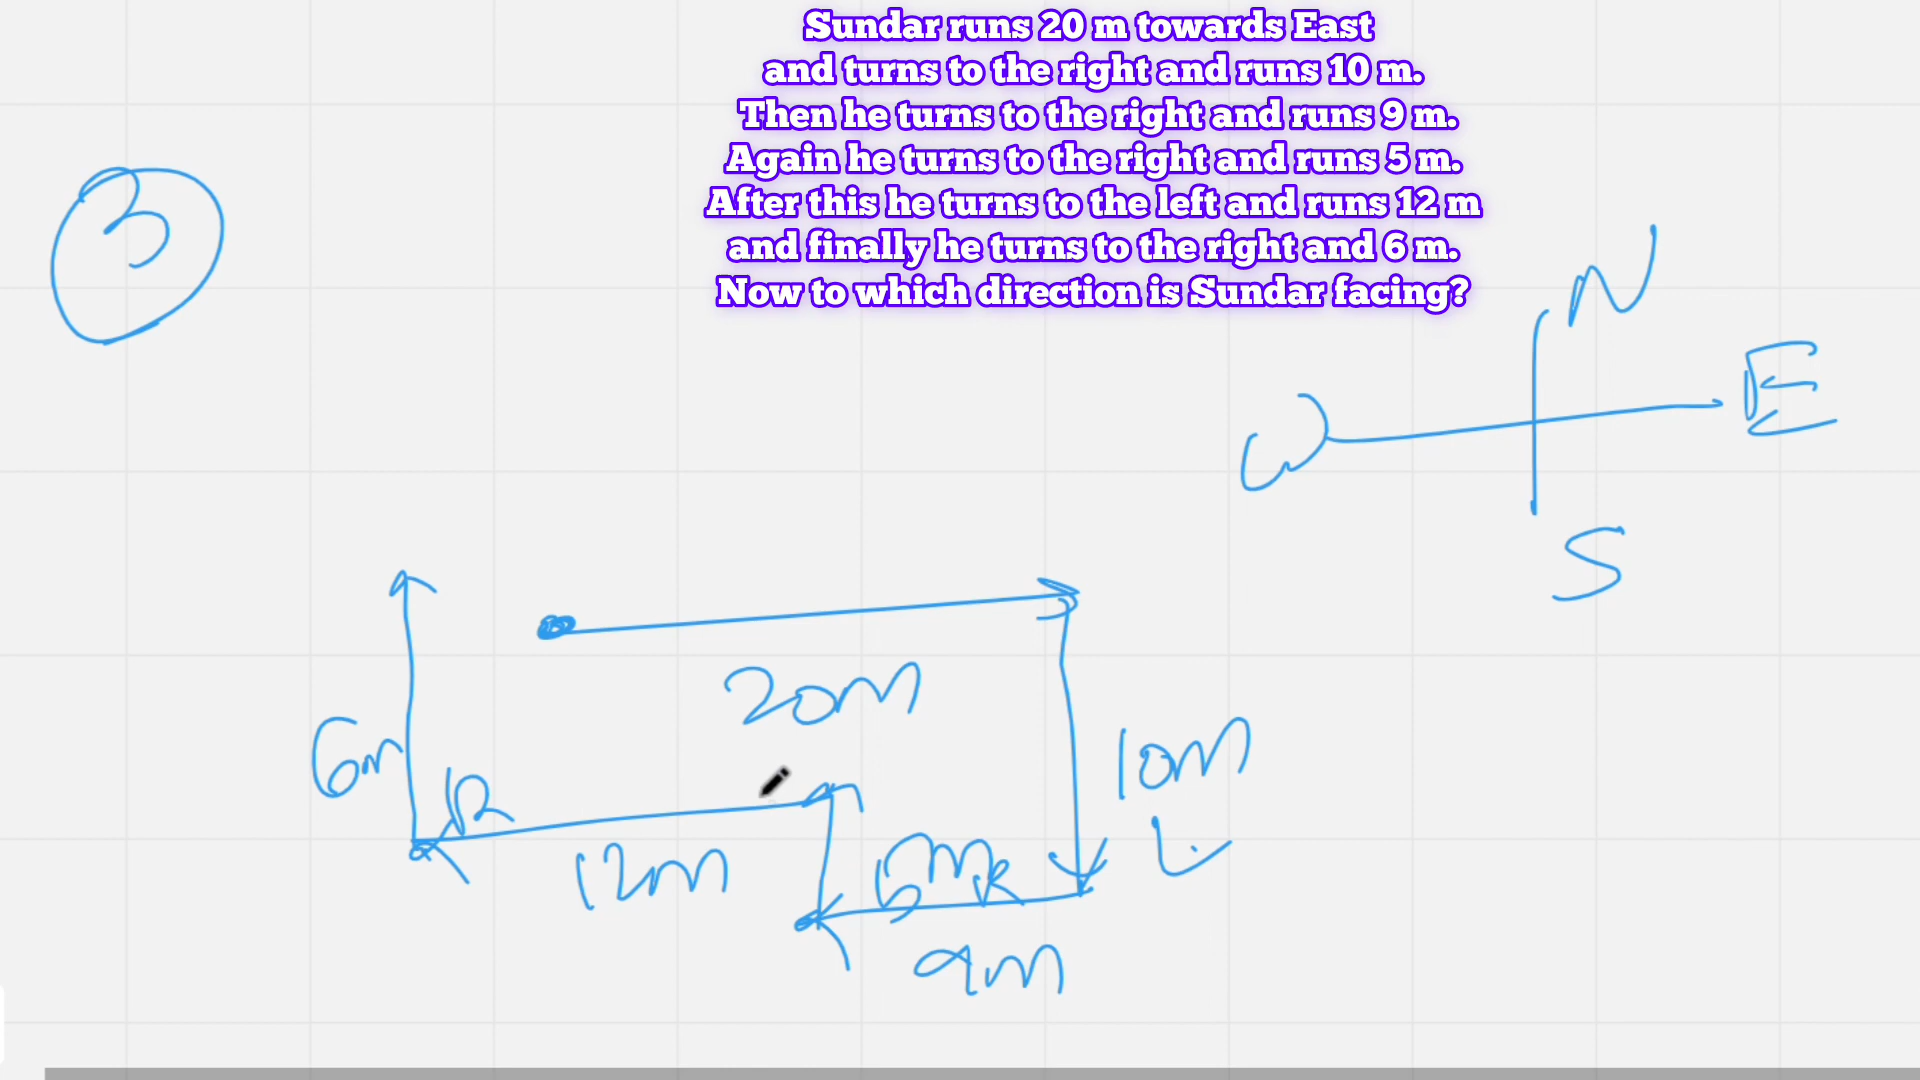 Sundar runs 20 m towards East
and turns to the right and runs 10 m.
Then he turns to the right and runs 9 m.
Again he turns to the right and runs 5 m.
After this he turns to the left and runs 12 m
and finally he turns to the right and 6 m.
Now to which direction is Sundar facing?
3
N
W
E
S
20m
6m
10m
R
12m
5m
R
L
9m